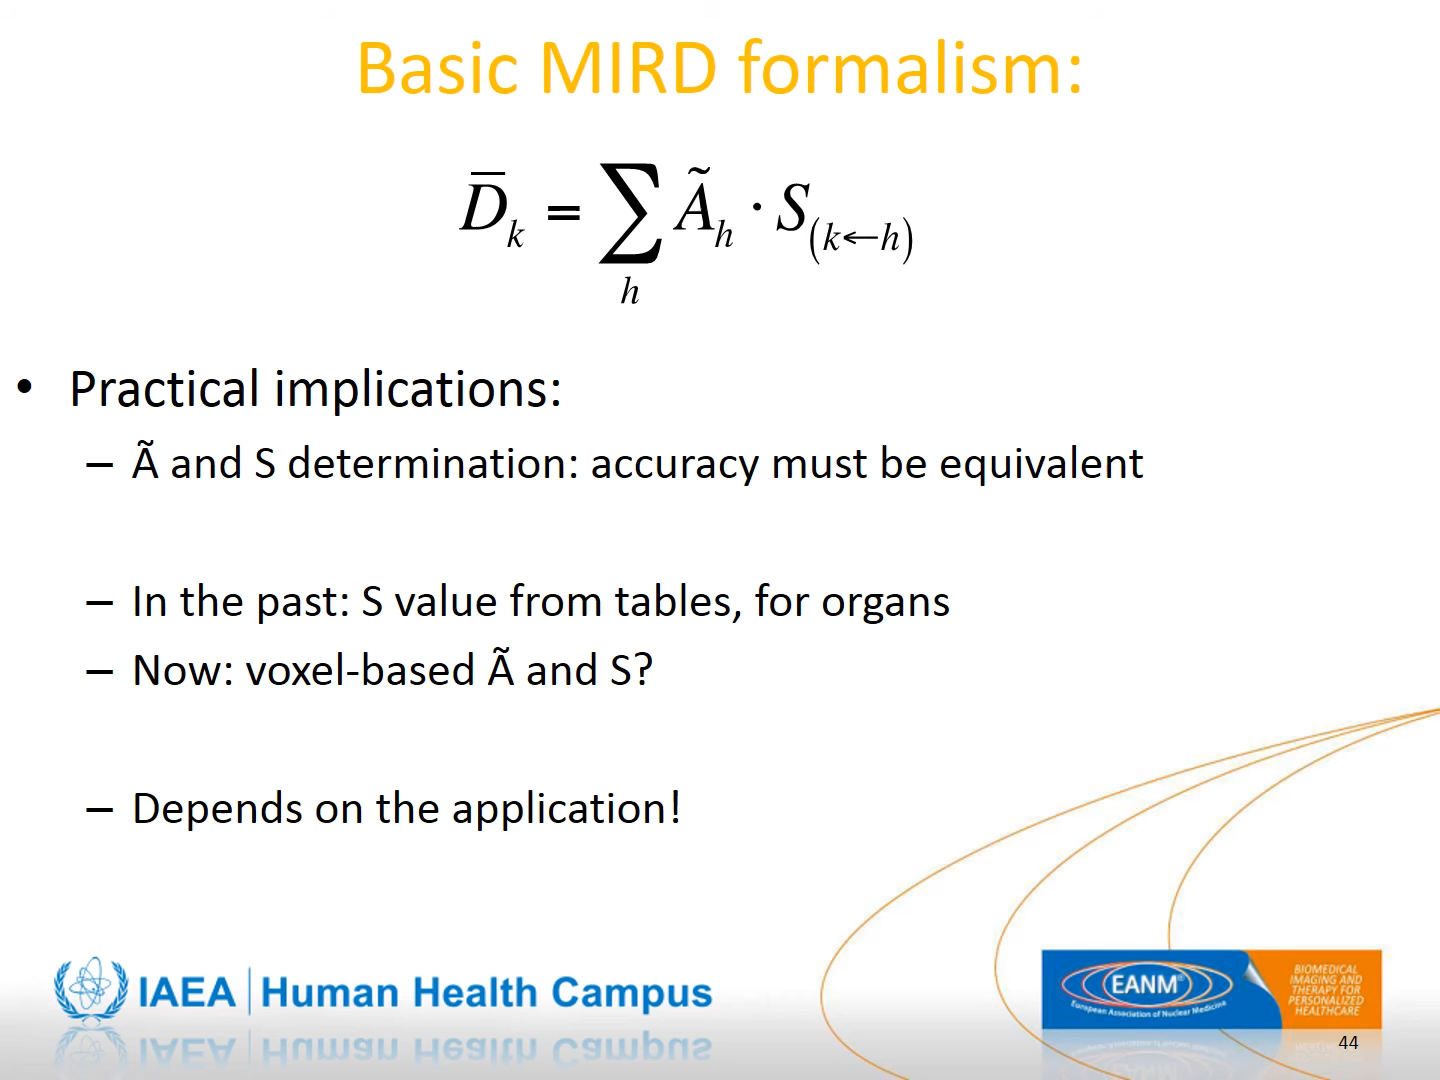 Basic MIRD formalism:
D̅ₖ = ∑ Ãₕ · S₍ₖ←ₕ₎
h
• Practical implications:
– Ã and S determination: accuracy must be equivalent
– In the past: S value from tables, for organs
– Now: voxel-based Ã and S?
– Depends on the application!
IAEA | Human Health Campus
EANM®
European Association of Nuclear Medicine
BIOMEDICAL
IMAGING AND
THERAPY FOR
PERSONALIZED
HEALTHCARE
44